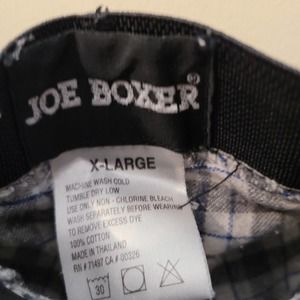 JOE BOXER®
X-LARGE
MACHINE WASH COLD
TUMBLE DRY LOW
USE ONLY NON - CHLORINE BLEACH
WASH SEPARATELY BEFORE WEARING
TO REMOVE EXCESS DYE
100% COTTON
MADE IN THAILAND
RN # 71497 CA # 00326
30